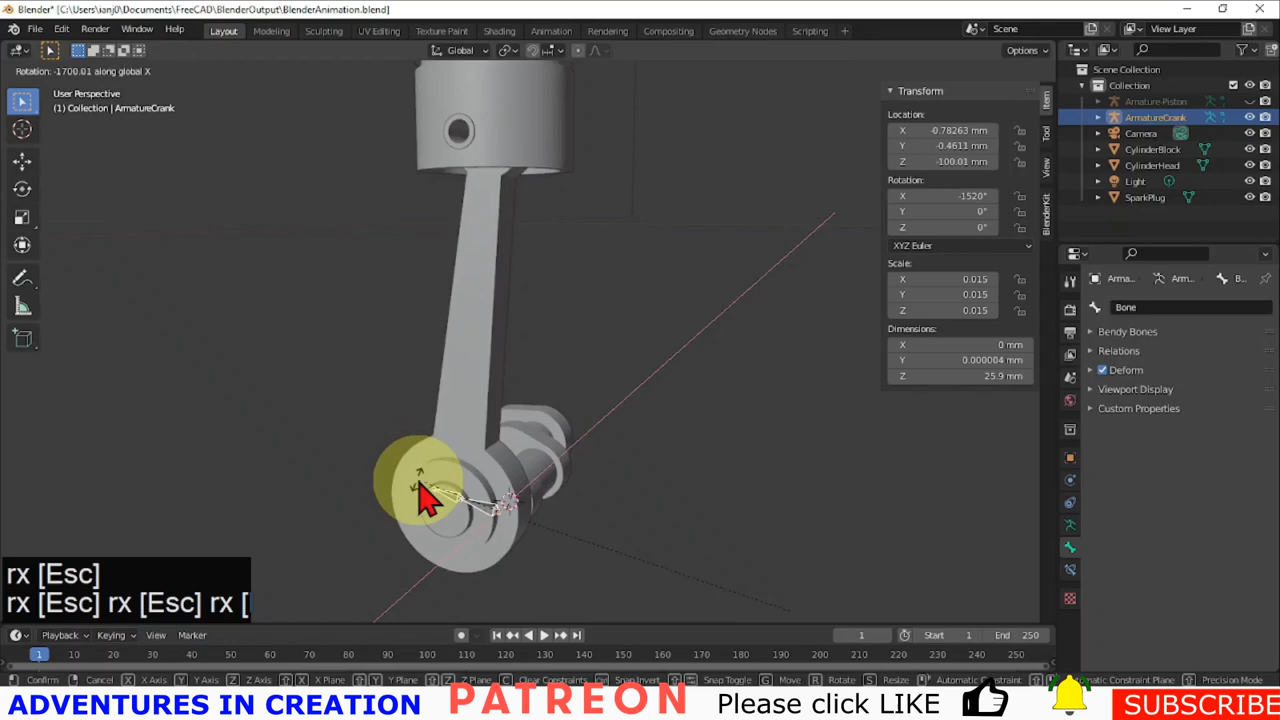 Blender* [C:\Users\ianj0\Documents\FreeCAD\BlenderOutput\BlenderAnimation.blend]
File Edit Render Window Help Layout Modeling Sculpting UV Editing Texture Paint Shading Animation Compositing Geometry Nodes Scripting Scene View Layer
Global Options
Rotation: -1700.01 along global X
User Perspective
(1) Collection | ArmatureCrank
Transform
Location:
X -0.78263 mm
Y -0.4611 mm
Z -100.01 mm
Rotation:
X -1520°
Y 0°
Z 0°
XYZ Euler
Scale:
X 0.015
Y 0.015
Z 0.015
Dimensions:
X 0 mm
Y 0.000004 mm
Z 25.9 mm
Item
Tool
View
BlenderKit
Scene Collection
Collection
Armature-Piston
ArmatureCrank
Camera
CylinderBlock
CylinderHead
Light
SparkPlug
Arma... Arm... B...
Bone
Bendy Bones
Relations
Deform
Viewport Display
Custom Properties
rx [Esc]
rx [Esc] rx [Esc] rx [
Playback Keying View Marker 1 Start 1 End 250
1 10 20 30 40 50 60 70 80 90 100 110 120 130 140 150 160 170 180 190 200 210 220 230 240 250
Confirm Cancel X Axis Y Axis Z Axis X Plane Y Plane Z Plane Clear Constraints Snap Invert Snap Toggle Move Rotate Resize Automatic Constraint Automatic Constraint Plane Precision Mode
ADVENTURES IN CREATION PATREON Please click LIKE SUBSCRIBE